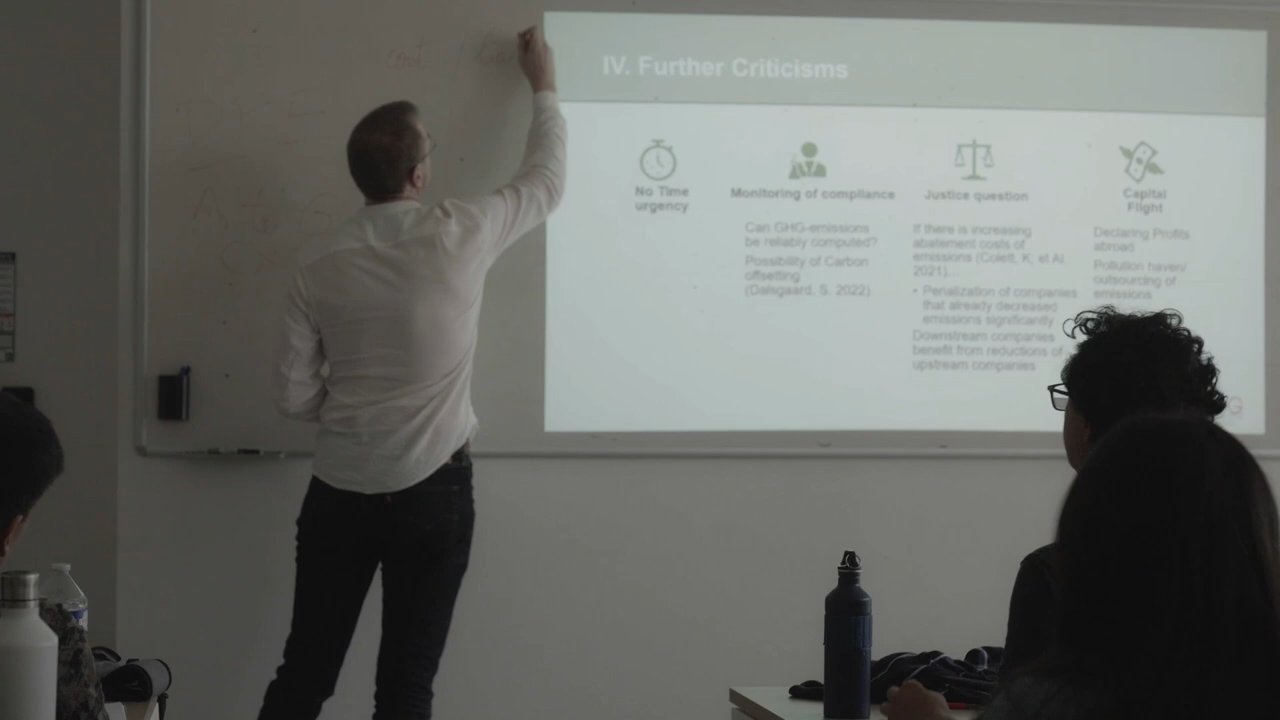 IV. Further Criticisms
No Time
urgency
Monitoring of compliance
Can GHG-emissions
be reliably computed?
Possibility of Carbon
offsetting
(Dalsgaard, S. 2022)
Justice question
If there is increasing
abatement costs of
emissions (Colett, K; et Al.
2021)...
• Penalization of companies
that already decreased
emissions significantly
Downstream companies
benefit from reductions of
upstream companies
Capital
Flight
Declaring Profits
abroad
Pollution haven/
outsourcing of
emissions